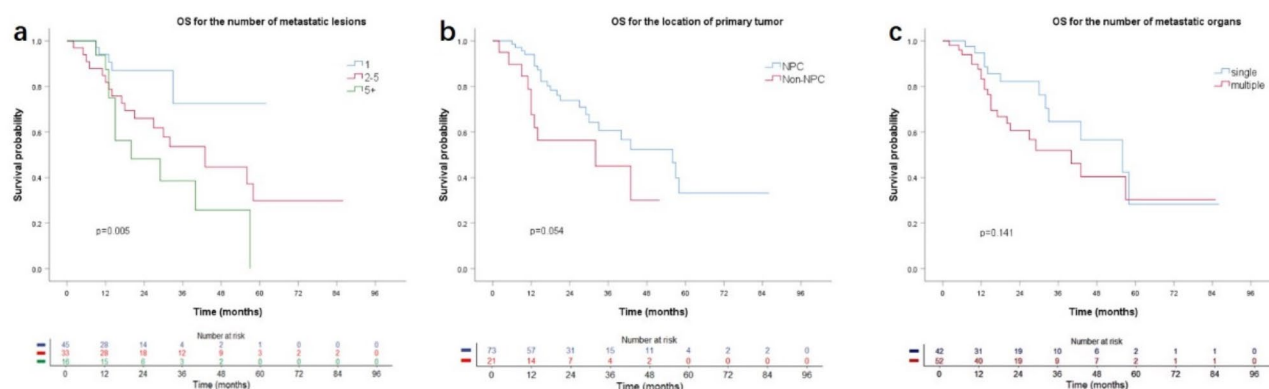 a
OS for the number of metastatic lesions
1
2-5
5+
Survival probability
1.0
0.8
0.6
0.4
0.2
0.0
p=0.005
0 12 24 36 48 60 72 84 96
Time (months)
Number at risk
45 28 14 4 2 1 0 0 0
33 28 18 12 9 3 2 2 0
16 15 6 3 2 0 0 0 0
0 12 24 36 48 60 72 84 96
Time (months)
b
OS for the location of primary tumor
NPC
Non-NPC
Survival probability
1.0
0.8
0.6
0.4
0.2
0.0
p=0.054
0 12 24 36 48 60 72 84 96
Time (months)
Number at risk
73 57 31 15 11 4 2 2 0
21 14 7 4 2 0 0 0 0
0 12 24 36 48 60 72 84 96
Time (months)
c
OS for the number of metastatic organs
single
multiple
Survival probability
1.0
0.8
0.6
0.4
0.2
0.0
p=0.141
0 12 24 36 48 60 72 84 96
Time (months)
Number at risk
42 31 19 10 6 2 1 1 0
52 40 19 9 7 2 1 1 0
0 12 24 36 48 60 72 84 96
Time (months)